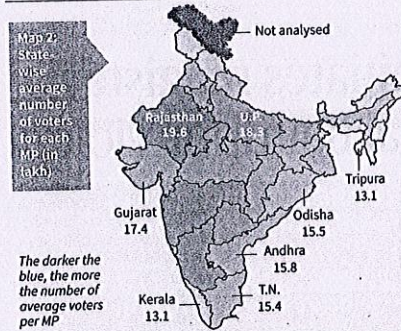 Map 2:
State-
wise
average
number
of voters
for each
MP (in
lakh)
Not analysed
Rajasthan
19.6
U.P.
18.3
Tripura
13.1
Gujarat
17.4
Odisha
15.5
Andhra
15.8
The darker the
blue, the more
the number of
average voters
per MP
Kerala
13.1
T.N.
15.4